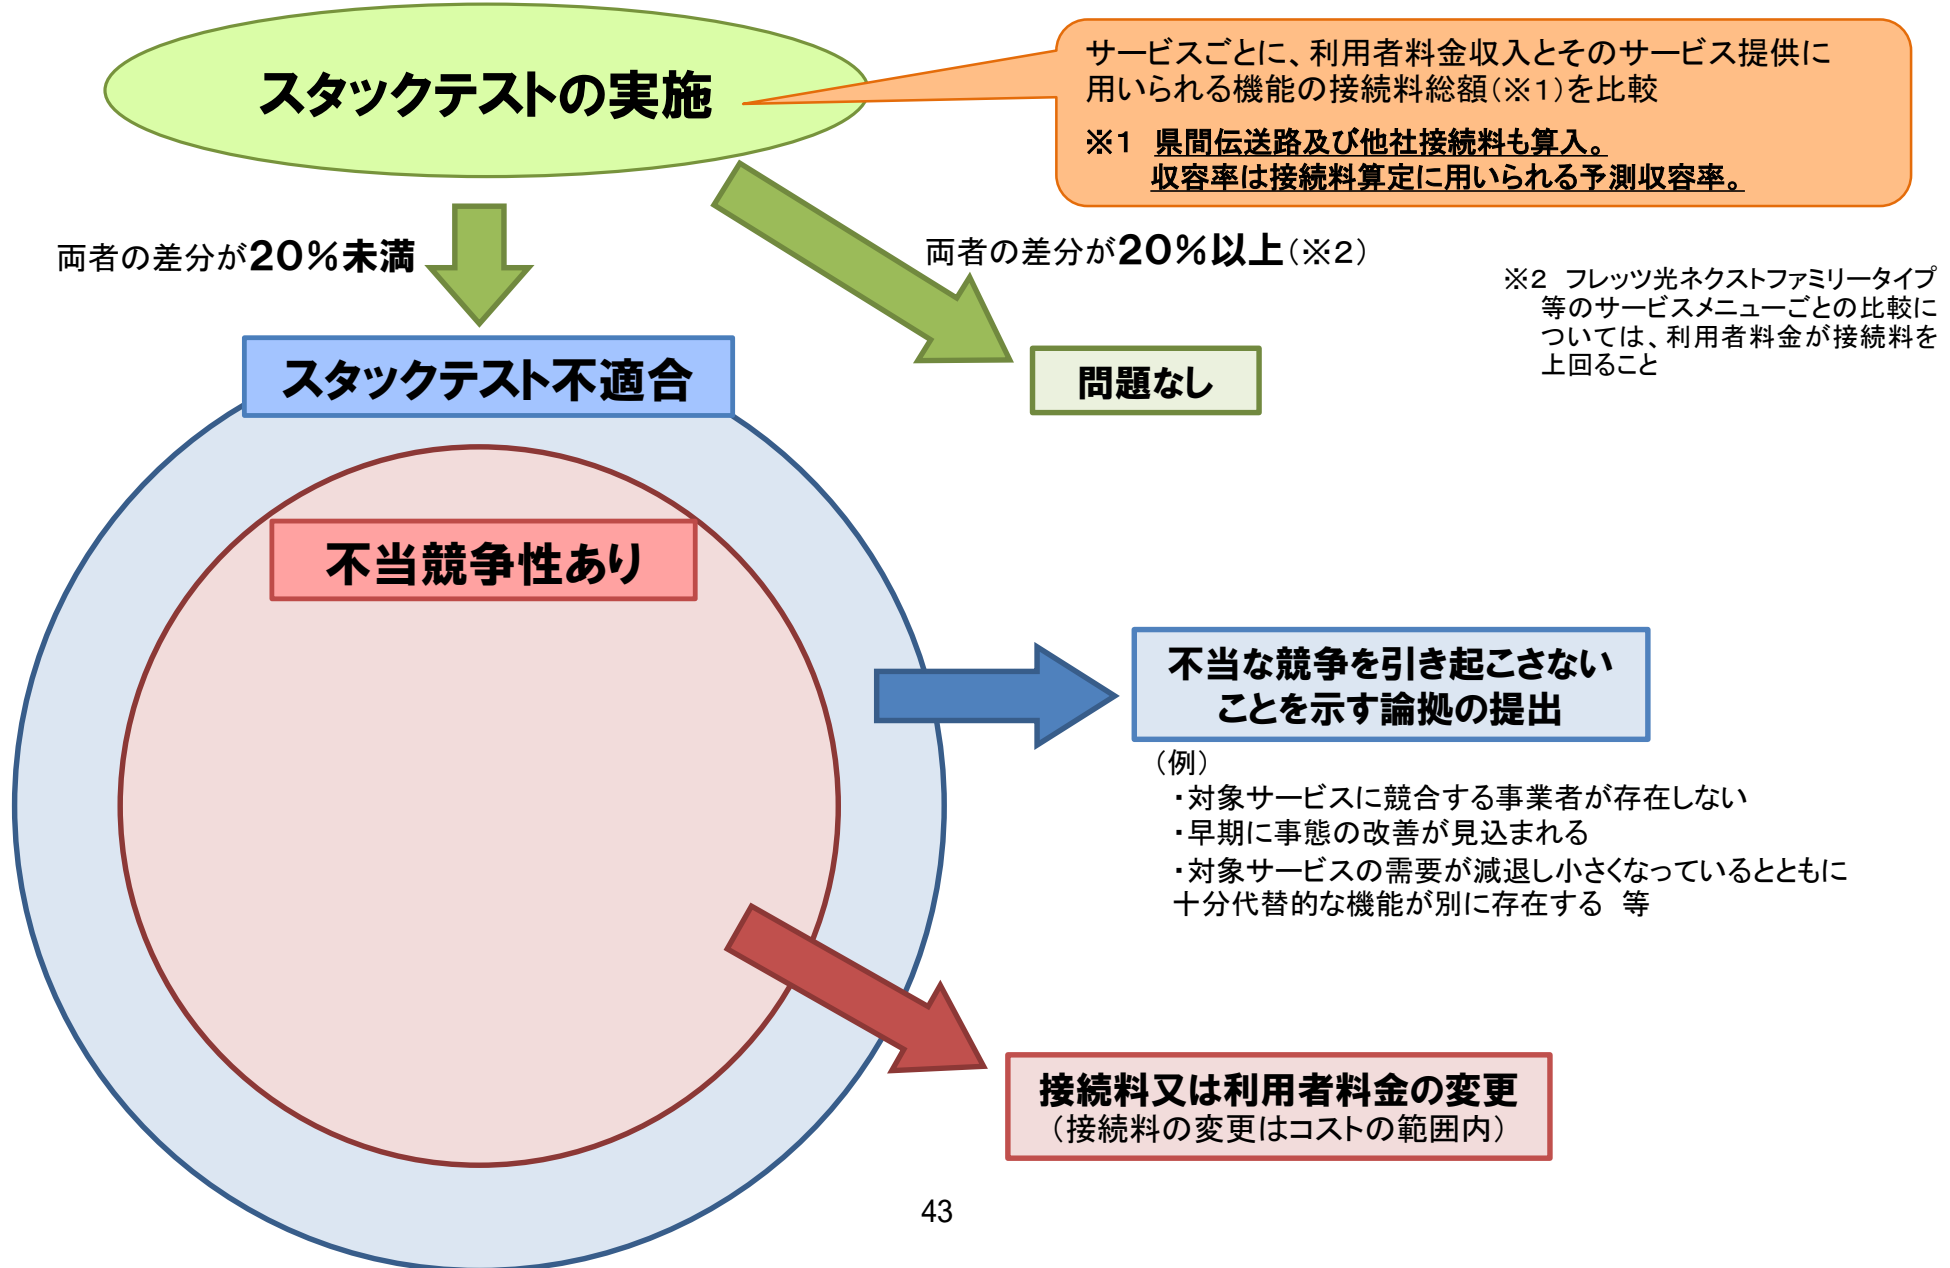 スタックテストの実施
サービスごとに、利用者料金収入とそのサービス提供に
用いられる機能の接続料総額(※1)を比較
※1　県間伝送路及び他社接続料も算入。
収容率は接続料算定に用いられる予測収容率。
両者の差分が20%未満
両者の差分が20%以上(※2)
※2　フレッツ光ネクストファミリータイプ
等のサービスメニューごとの比較に
ついては、利用者料金が接続料を
上回ること
スタックテスト不適合
問題なし
不当競争性あり
不当な競争を引き起こさない
ことを示す論拠の提出
(例)
・対象サービスに競合する事業者が存在しない
・早期に事態の改善が見込まれる
・対象サービスの需要が減退し小さくなっているとともに
十分代替的な機能が別に存在する　等
接続料又は利用者料金の変更
(接続料の変更はコストの範囲内)
43